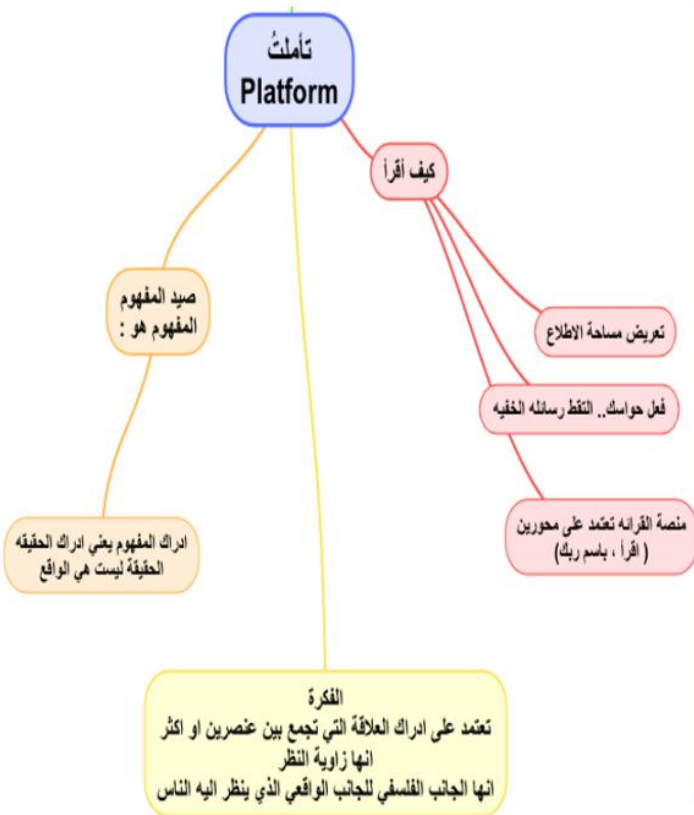 تأملتُ
Platform
كيف أقرأ
تعريض مساحة الاطلاع
فعل حواسك.. التقط رسائله الخفيه
منصة القرائه تعتمد على محورين
( اقرأ ، باسم ربك)
صيد المفهوم
المفهوم هو :
ادراك المفهوم يعني ادراك الحقيقه
الحقيقة ليست هي الواقع
الفكرة
تعتمد على ادراك العلاقة التي تجمع بين عنصرين او اكثر
انها زاوية النظر
انها الجانب الفلسفي للجانب الواقعي الذي ينظر اليه الناس